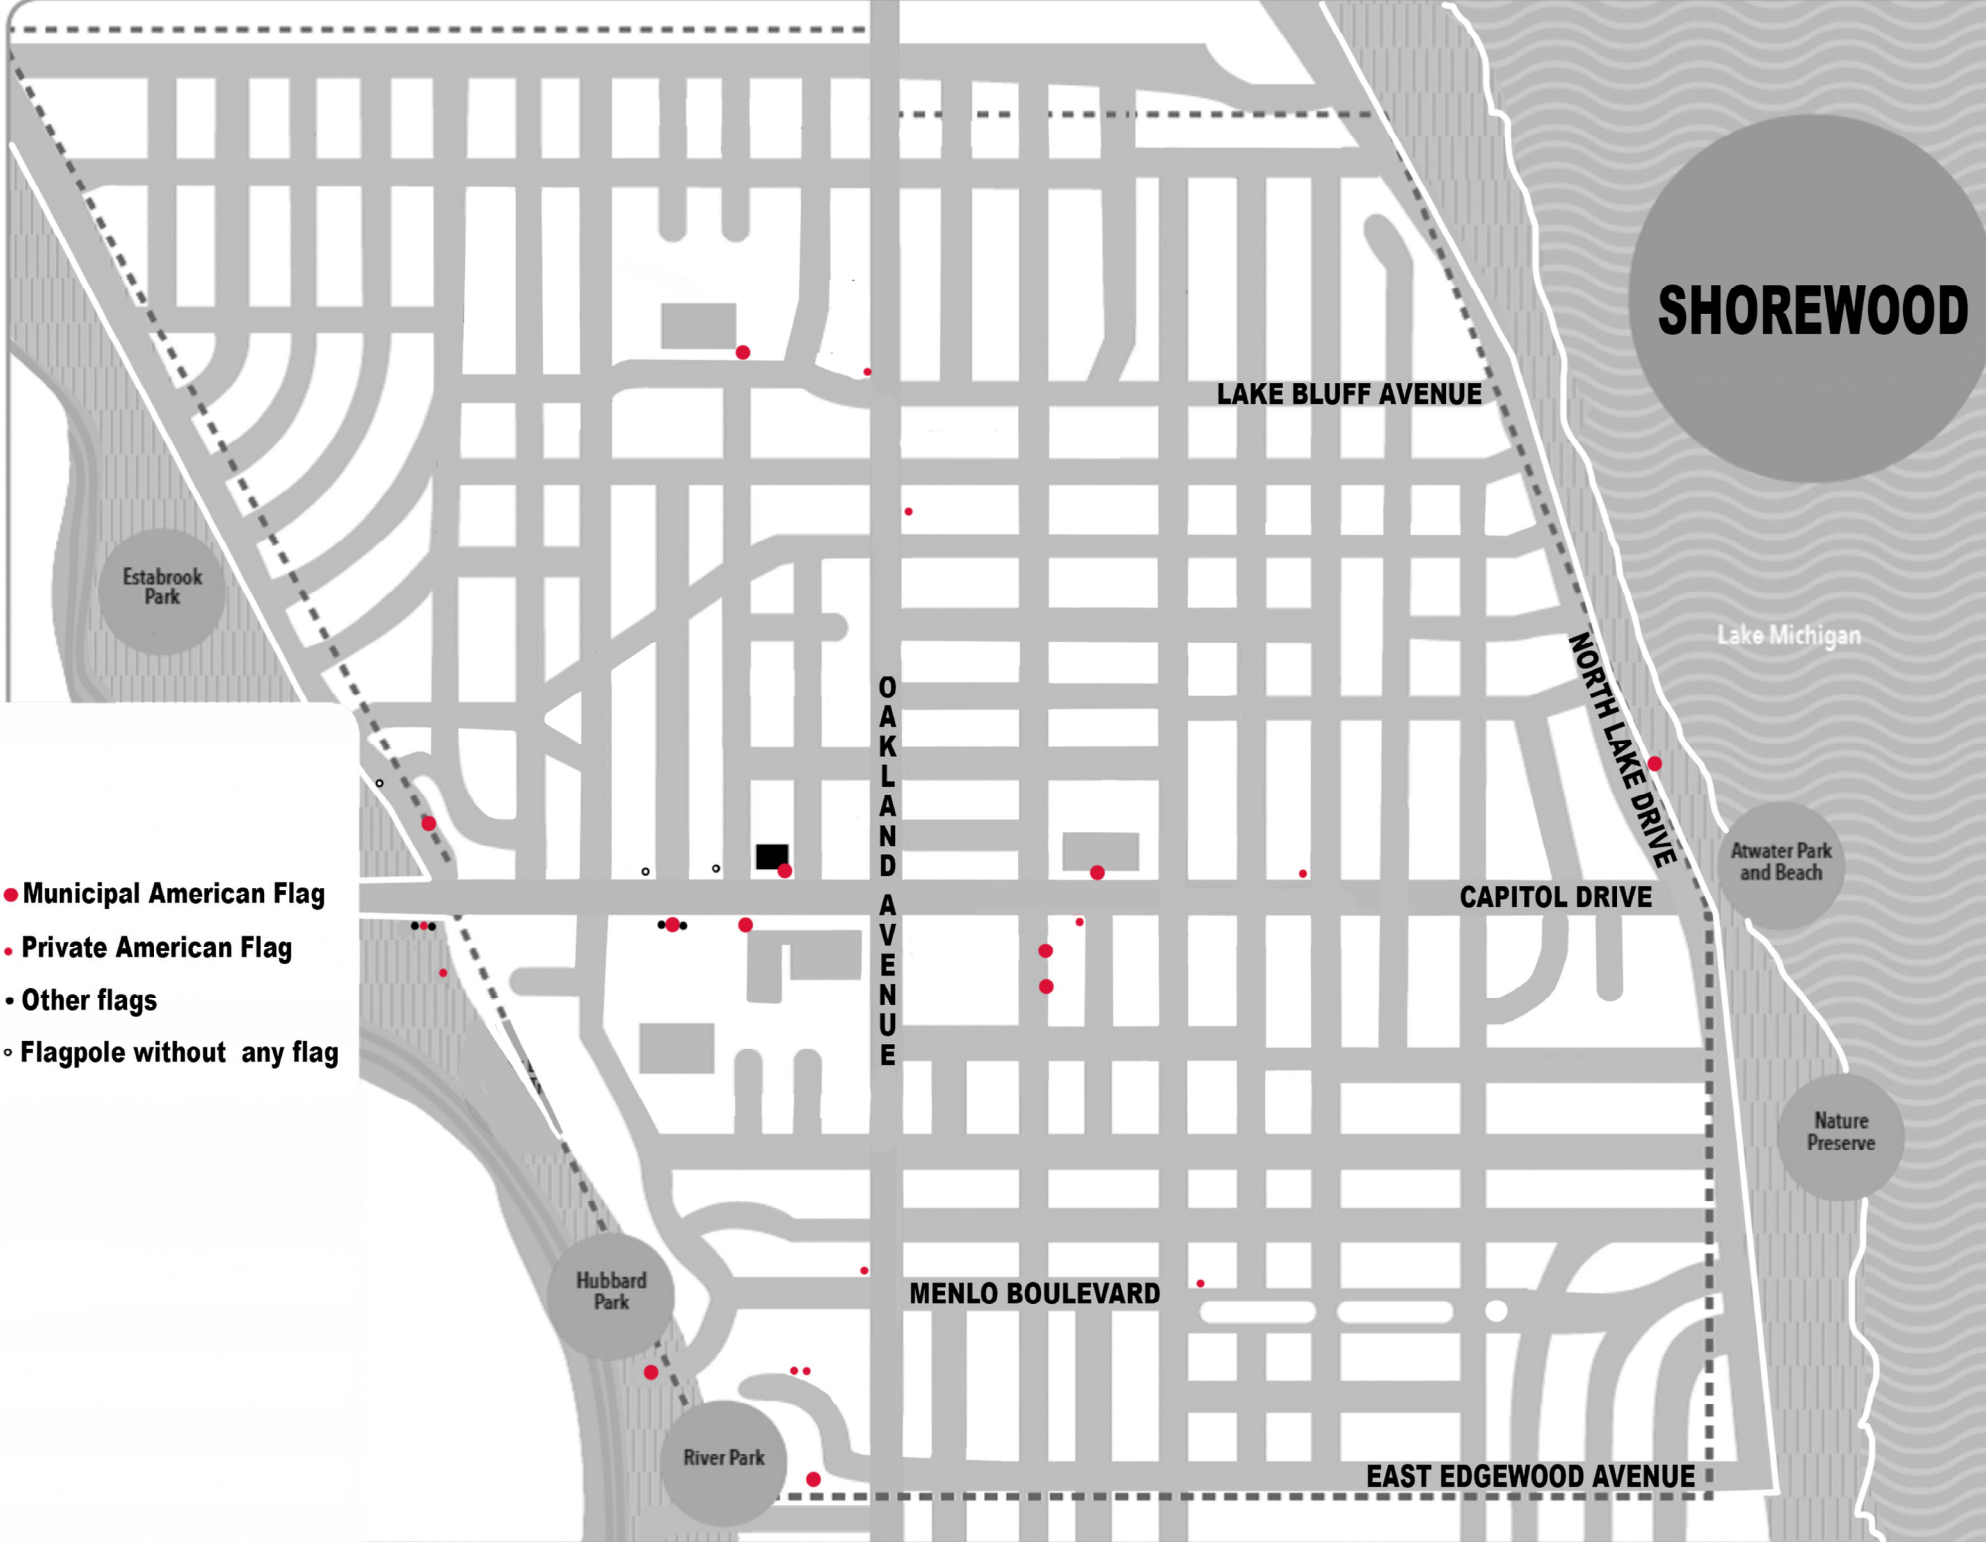 SHOREWOOD
LAKE BLUFF AVENUE
Estabrook
Park
Lake Michigan
NORTH LAKE DRIVE
OAKLAND AVENUE
Atwater Park
and Beach
CAPITOL DRIVE
Municipal American Flag
Private American Flag
Other flags
Flagpole without any flag
Nature
Preserve
Hubbard
Park
MENLO BOULEVARD
River Park
EAST EDGEWOOD AVENUE